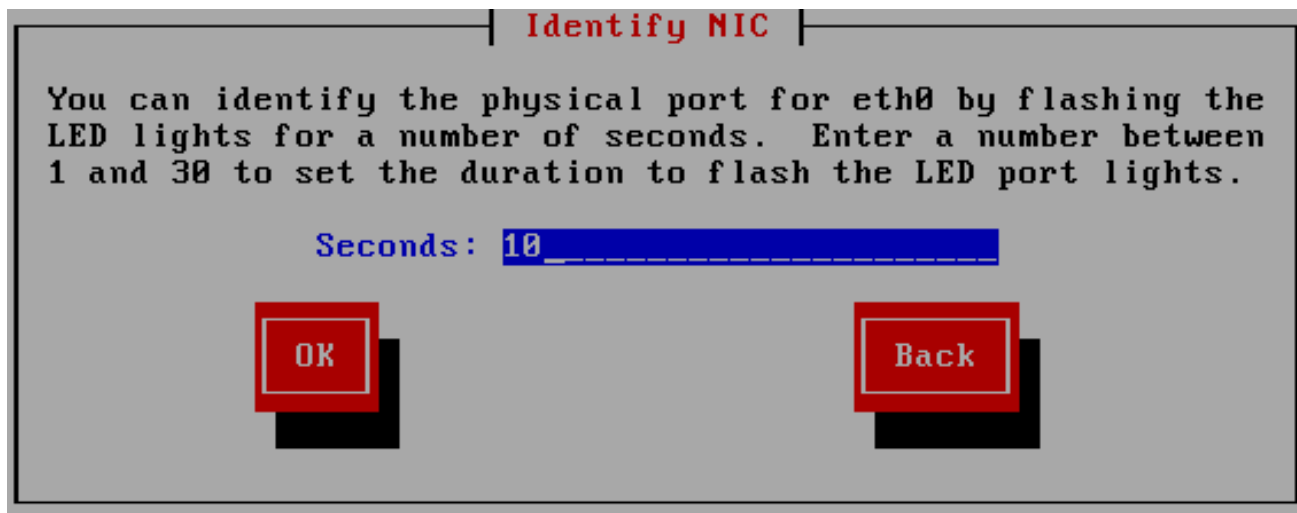 Identify NIC
You can identify the physical port for eth0 by flashing the
LED lights for a number of seconds.  Enter a number between
1 and 30 to set the duration to flash the LED port lights.
Seconds: 10_____________________
OK Back